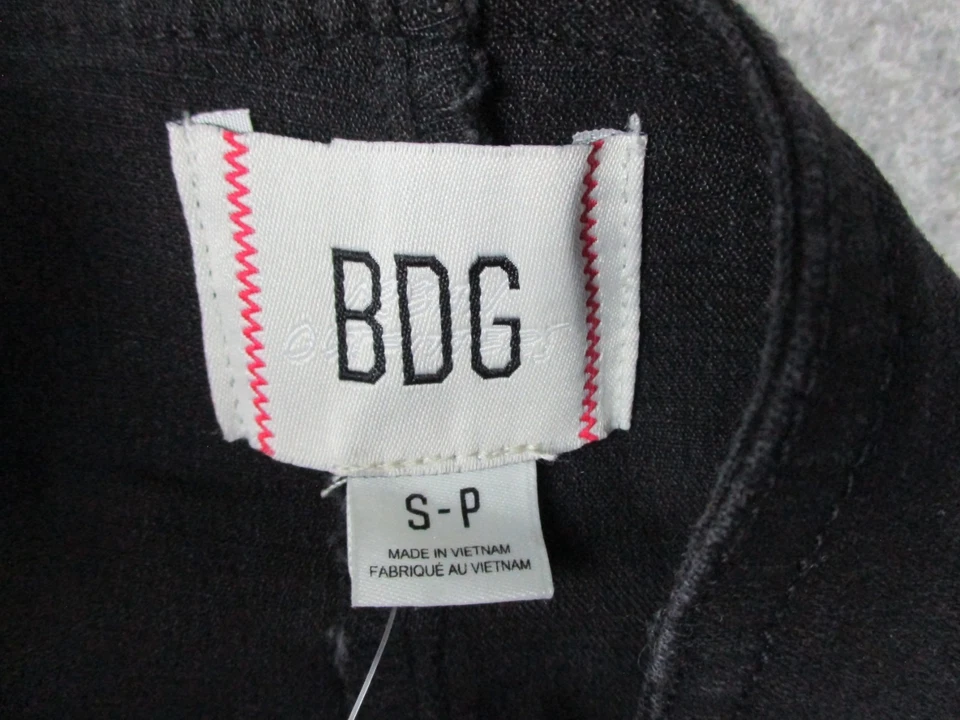 BDG
S-P
MADE IN VIETNAM
FABRIQUÉ AU VIETNAM